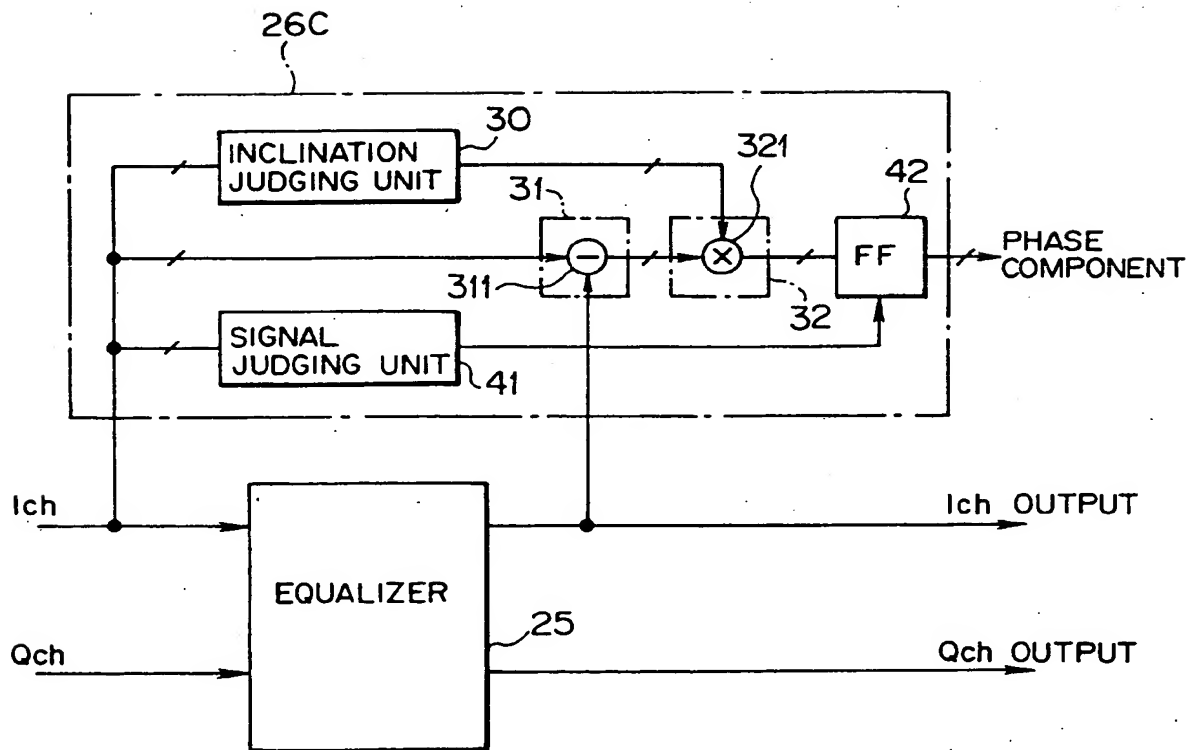 26C
INCLINATION
JUDGING UNIT
30
31
321
42
−
×
FF
PHASE
COMPONENT
311
32
SIGNAL
JUDGING UNIT
41
Ich
Ich OUTPUT
EQUALIZER
25
Qch
Qch OUTPUT